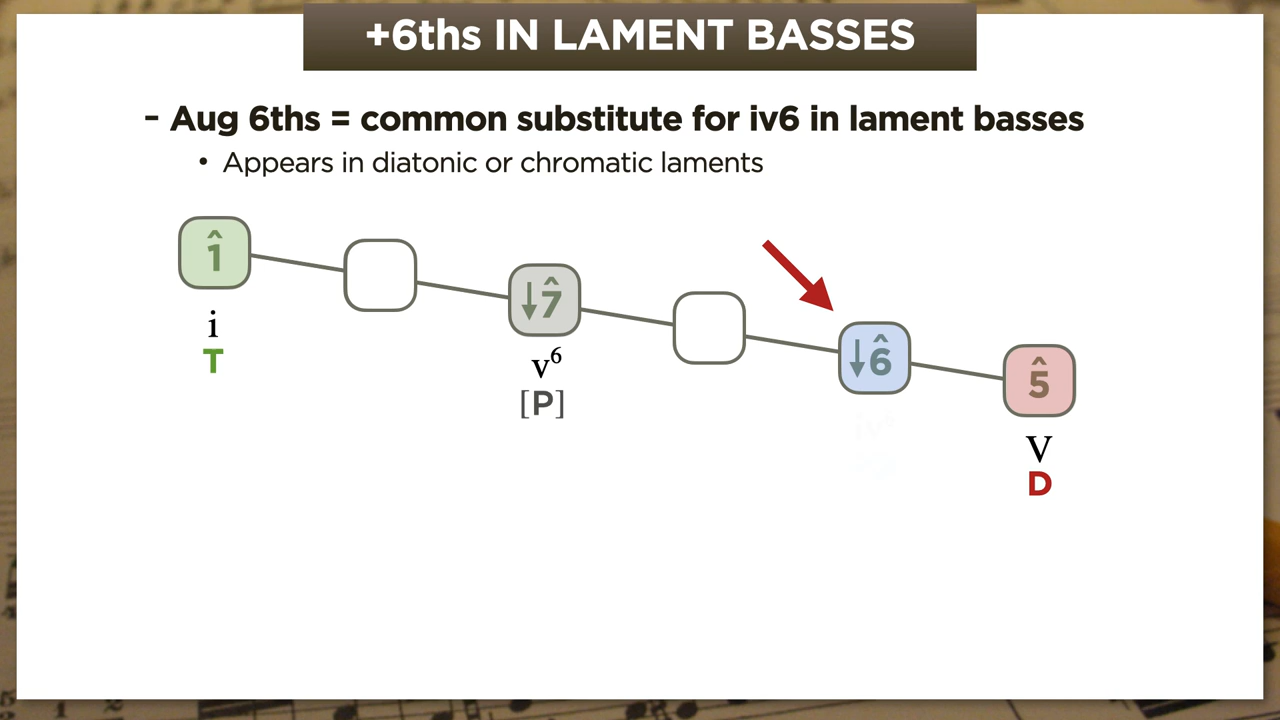 +6ths IN LAMENT BASSES
– Aug 6ths = common substitute for iv6 in lament basses
• Appears in diatonic or chromatic laments
1̂
↓7̂
↓6̂
5̂
i
T
v⁶
[P]
V
D